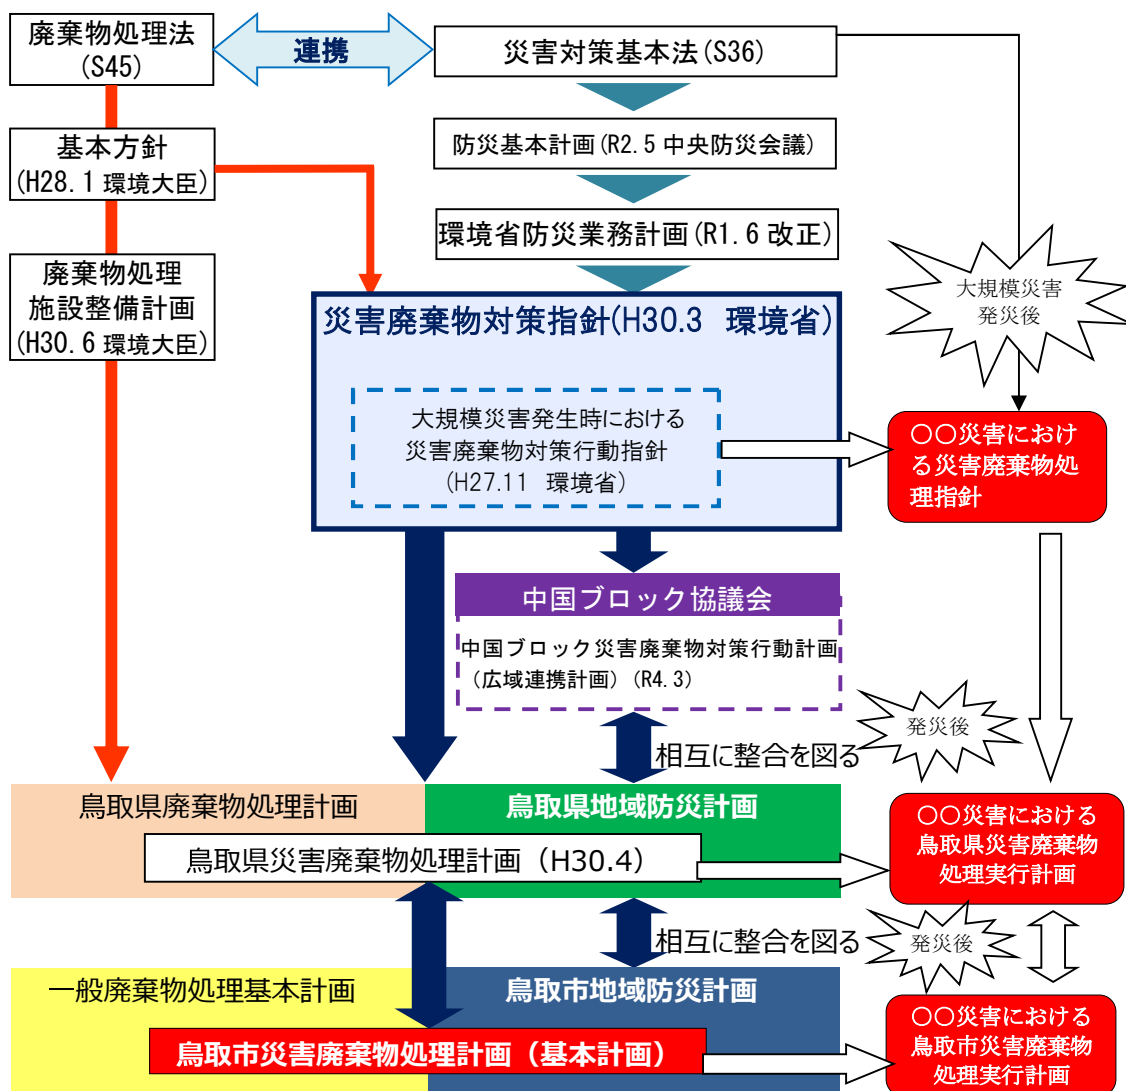 廃棄物処理法
(S45)
連携
災害対策基本法(S36)
基本方針
(H28.1 環境大臣)
防災基本計画(R2.5 中央防災会議)
環境省防災業務計画(R1.6 改正)
廃棄物処理
施設整備計画
(H30.6 環境大臣)
大規模災害
発災後
災害廃棄物対策指針(H30.3 環境省)
大規模災害発生時における
災害廃棄物対策行動指針
(H27.11 環境省)
〇〇災害におけ
る災害廃棄物処
理指針
中国ブロック協議会
中国ブロック災害廃棄物対策行動計画
(広域連携計画)(R4.3)
発災後
相互に整合を図る
鳥取県廃棄物処理計画
鳥取県地域防災計画
鳥取県災害廃棄物処理計画(H30.4)
〇〇災害における
鳥取県災害廃棄物
処理実行計画
相互に整合を図る
発災後
一般廃棄物処理基本計画
鳥取市地域防災計画
鳥取市災害廃棄物処理計画(基本計画)
〇〇災害における
鳥取市災害廃棄物
処理実行計画